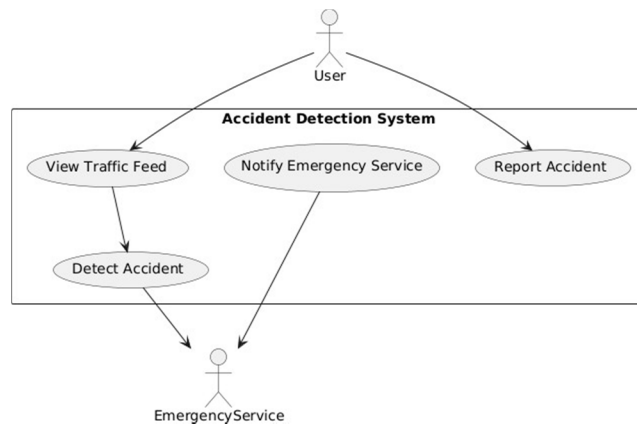 User
Accident Detection System
View Traffic Feed
Notify Emergency Service
Report Accident
Detect Accident
EmergencyService